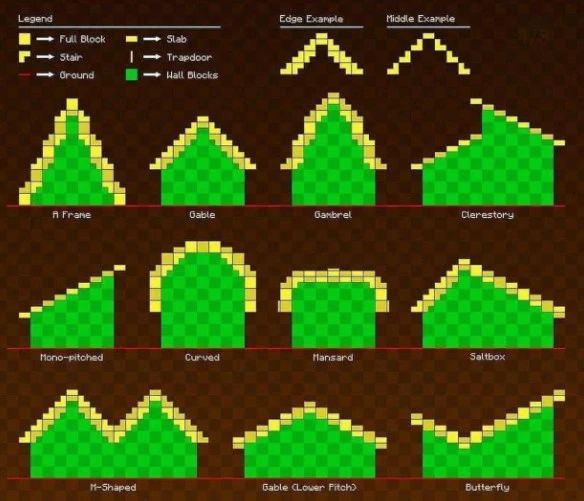 Legend
Edge Example
Middle Example
Full Block
Slab
Stair
Trapdoor
Ground
Wall Blocks
A Frame
Gable
Gambrel
Clerestory
Mono-pitched
Curved
Mansard
Saltbox
M-Shaped
Gable (Lower Pitch)
Butterfly